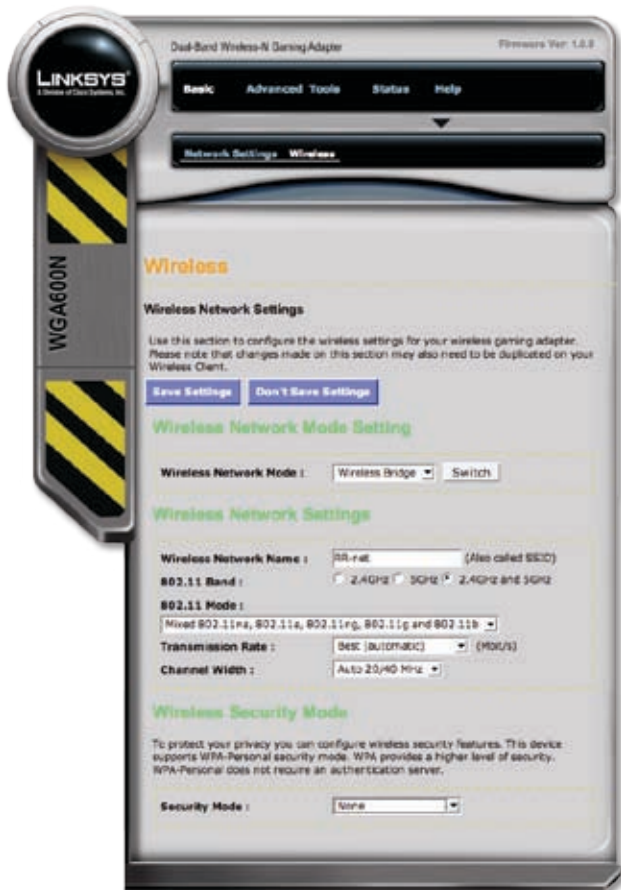 LINKSYS®
A Division of Cisco Systems, Inc.
Dual-Band Wireless-N Gaming Adapter
Firmware Ver: 1.0.0
Basic Advanced Tools Status Help
Network Settings Wireless
WGA600N
Wireless
Wireless Network Settings
Use this section to configure the wireless settings for your wireless gaming adapter.
Please note that changes made on this section may also need to be duplicated on your
Wireless Client.
Save Settings Don't Save Settings
Wireless Network Mode Setting
Wireless Network Mode : Wireless Bridge Switch
Wireless Network Settings
Wireless Network Name : RR-net (Also called SSID)
802.11 Band : 2.4GHz 5GHz 2.4GHz and 5GHz
802.11 Mode :
Mixed 802.11na, 802.11a, 802.11ng, 802.11g and 802.11b
Transmission Rate : Best (automatic) (Mbit/s)
Channel Width : Auto 20/40 MHz
Wireless Security Mode
To protect your privacy you can configure wireless security features. This device
supports WPA-Personal security mode. WPA provides a higher level of security.
WPA-Personal does not require an authentication server.
Security Mode : None